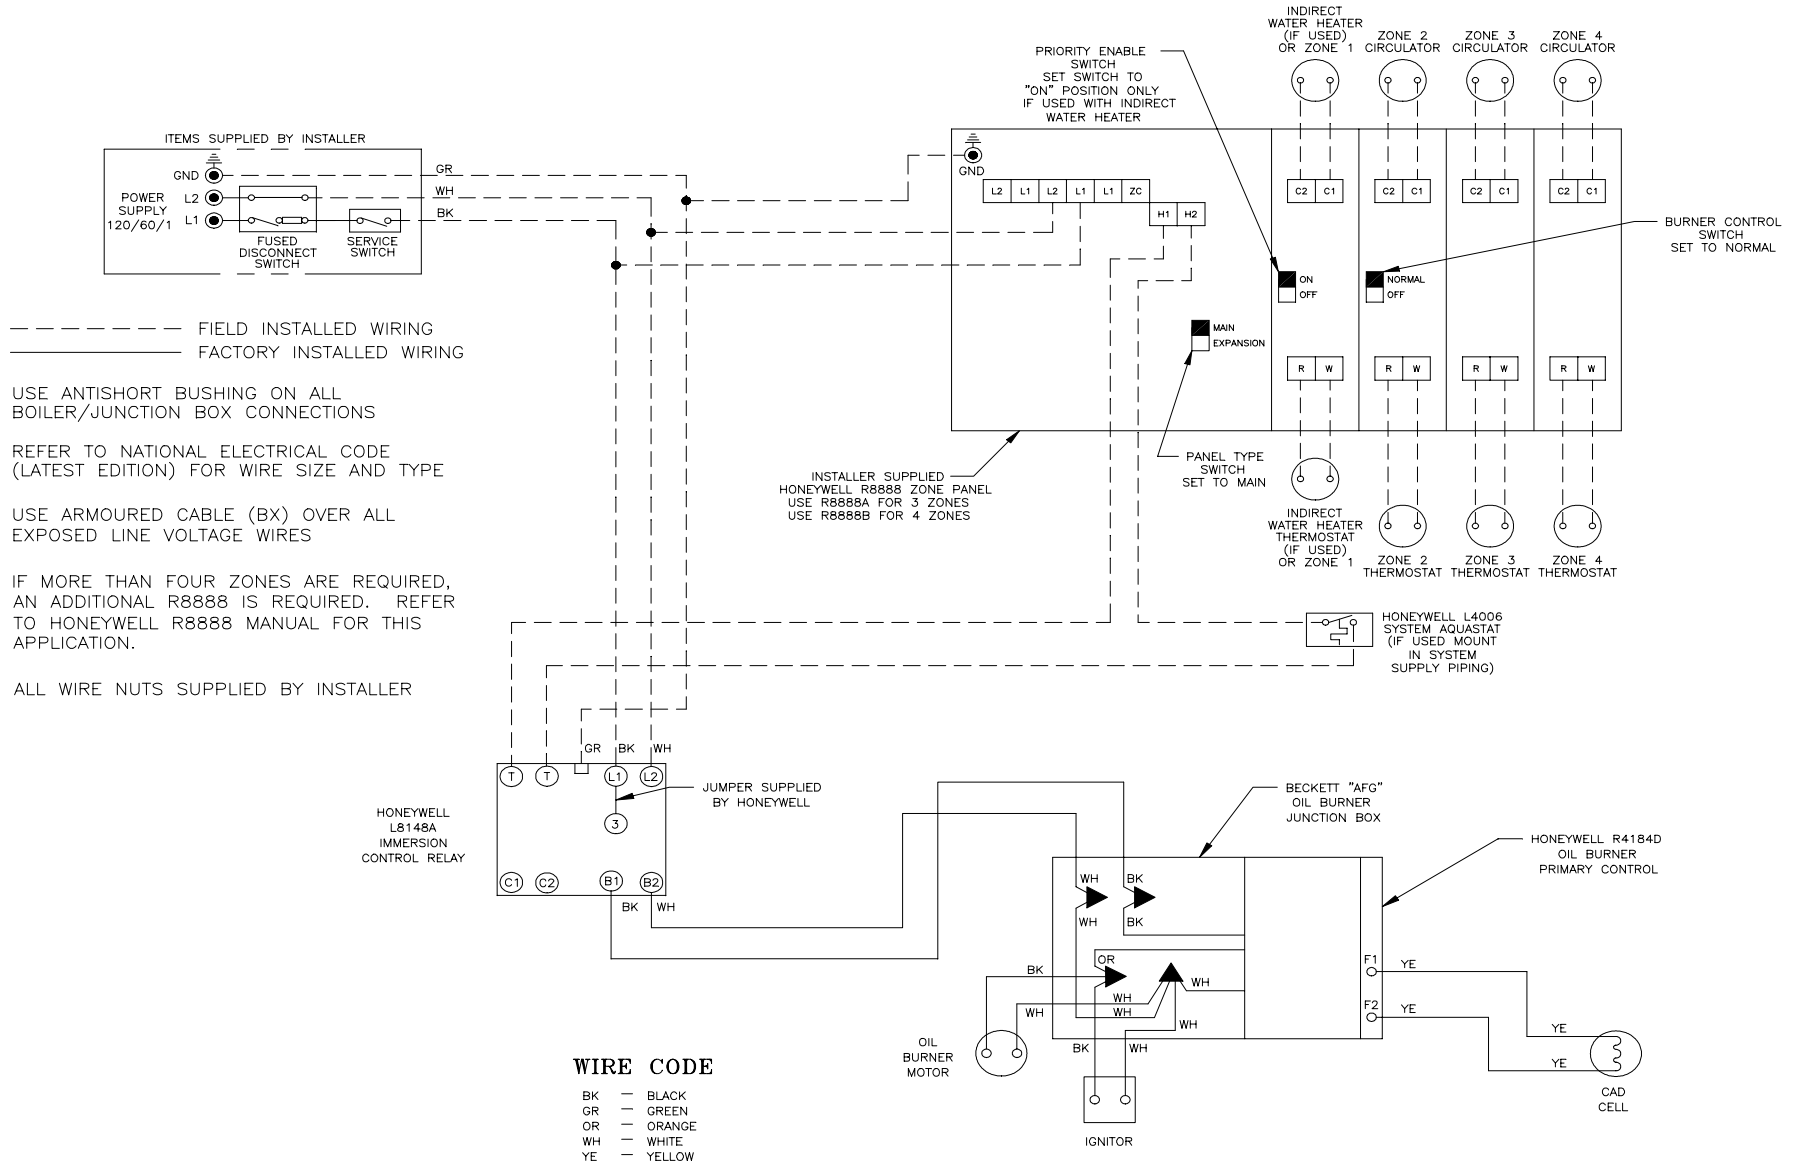 INDIRECT
WATER HEATER
(IF USED)
OR ZONE 1
ZONE 2
CIRCULATOR
ZONE 3
CIRCULATOR
ZONE 4
CIRCULATOR
PRIORITY ENABLE
SWITCH
SET SWITCH TO
"ON" POSITION ONLY
IF USED WITH INDIRECT
WATER HEATER
ITEMS SUPPLIED BY INSTALLER
GND
L2
L1
POWER
SUPPLY
120/60/1
FUSED
DISCONNECT
SWITCH
SERVICE
SWITCH
GR
WH
BK
GND
L2 L1 L2 L1 L1 ZC
H1 H2
C2 C1
C2 C1
C2 C1
C2 C1
BURNER CONTROL
SWITCH
SET TO NORMAL
ON
OFF
NORMAL
OFF
MAIN
EXPANSION
R W
R W
R W
R W
PANEL TYPE
SWITCH
SET TO MAIN
INSTALLER SUPPLIED
HONEYWELL R8888 ZONE PANEL
USE R8888A FOR 3 ZONES
USE R8888B FOR 4 ZONES
INDIRECT
WATER HEATER
THERMOSTAT
(IF USED)
OR ZONE 1
ZONE 2
THERMOSTAT
ZONE 3
THERMOSTAT
ZONE 4
THERMOSTAT
FIELD INSTALLED WIRING
FACTORY INSTALLED WIRING
USE ANTISHORT BUSHING ON ALL
BOILER/JUNCTION BOX CONNECTIONS
REFER TO NATIONAL ELECTRICAL CODE
(LATEST EDITION) FOR WIRE SIZE AND TYPE
USE ARMOURED CABLE (BX) OVER ALL
EXPOSED LINE VOLTAGE WIRES
IF MORE THAN FOUR ZONES ARE REQUIRED,
AN ADDITIONAL R8888 IS REQUIRED. REFER
TO HONEYWELL R8888 MANUAL FOR THIS
APPLICATION.
ALL WIRE NUTS SUPPLIED BY INSTALLER
HONEYWELL L4006
SYSTEM AQUASTAT
(IF USED MOUNT
IN SYSTEM
SUPPLY PIPING)
GR BK WH
T T L1 L2
3
C1 C2 B1 B2
BK WH
JUMPER SUPPLIED
BY HONEYWELL
HONEYWELL
L8148A
IMMERSION
CONTROL RELAY
BECKETT "AFG"
OIL BURNER
JUNCTION BOX
HONEYWELL R4184D
OIL BURNER
PRIMARY CONTROL
WH BK
WH BK
OR
BK
WH
WH
WH
WH
WH
BK WH
F1
F2
YE
YE
YE
YE
OIL
BURNER
MOTOR
IGNITOR
CAD
CELL
WIRE CODE
BK — BLACK
GR — GREEN
OR — ORANGE
WH — WHITE
YE — YELLOW